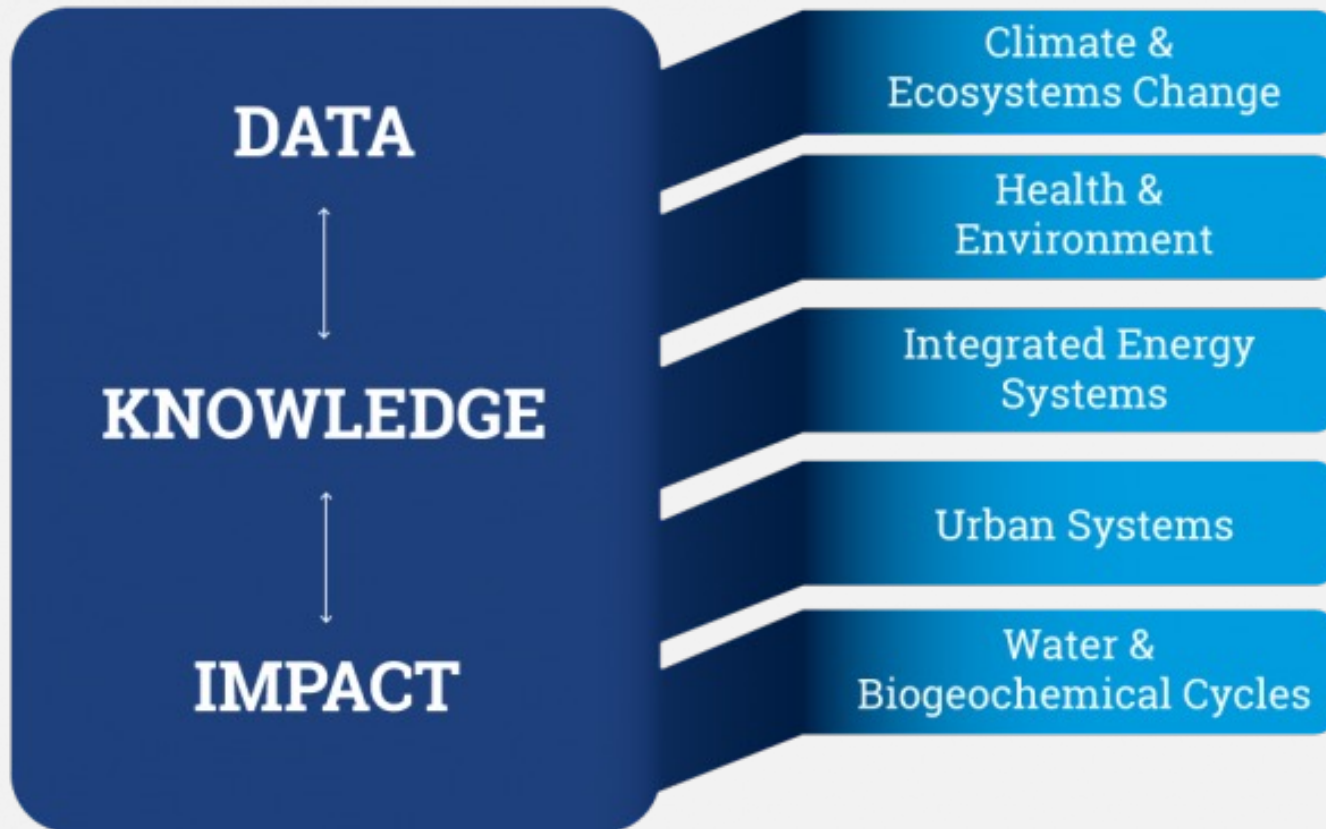 DATA
KNOWLEDGE
IMPACT
Climate &
Ecosystems Change
Health &
Environment
Integrated Energy
Systems
Urban Systems
Water &
Biogeochemical Cycles